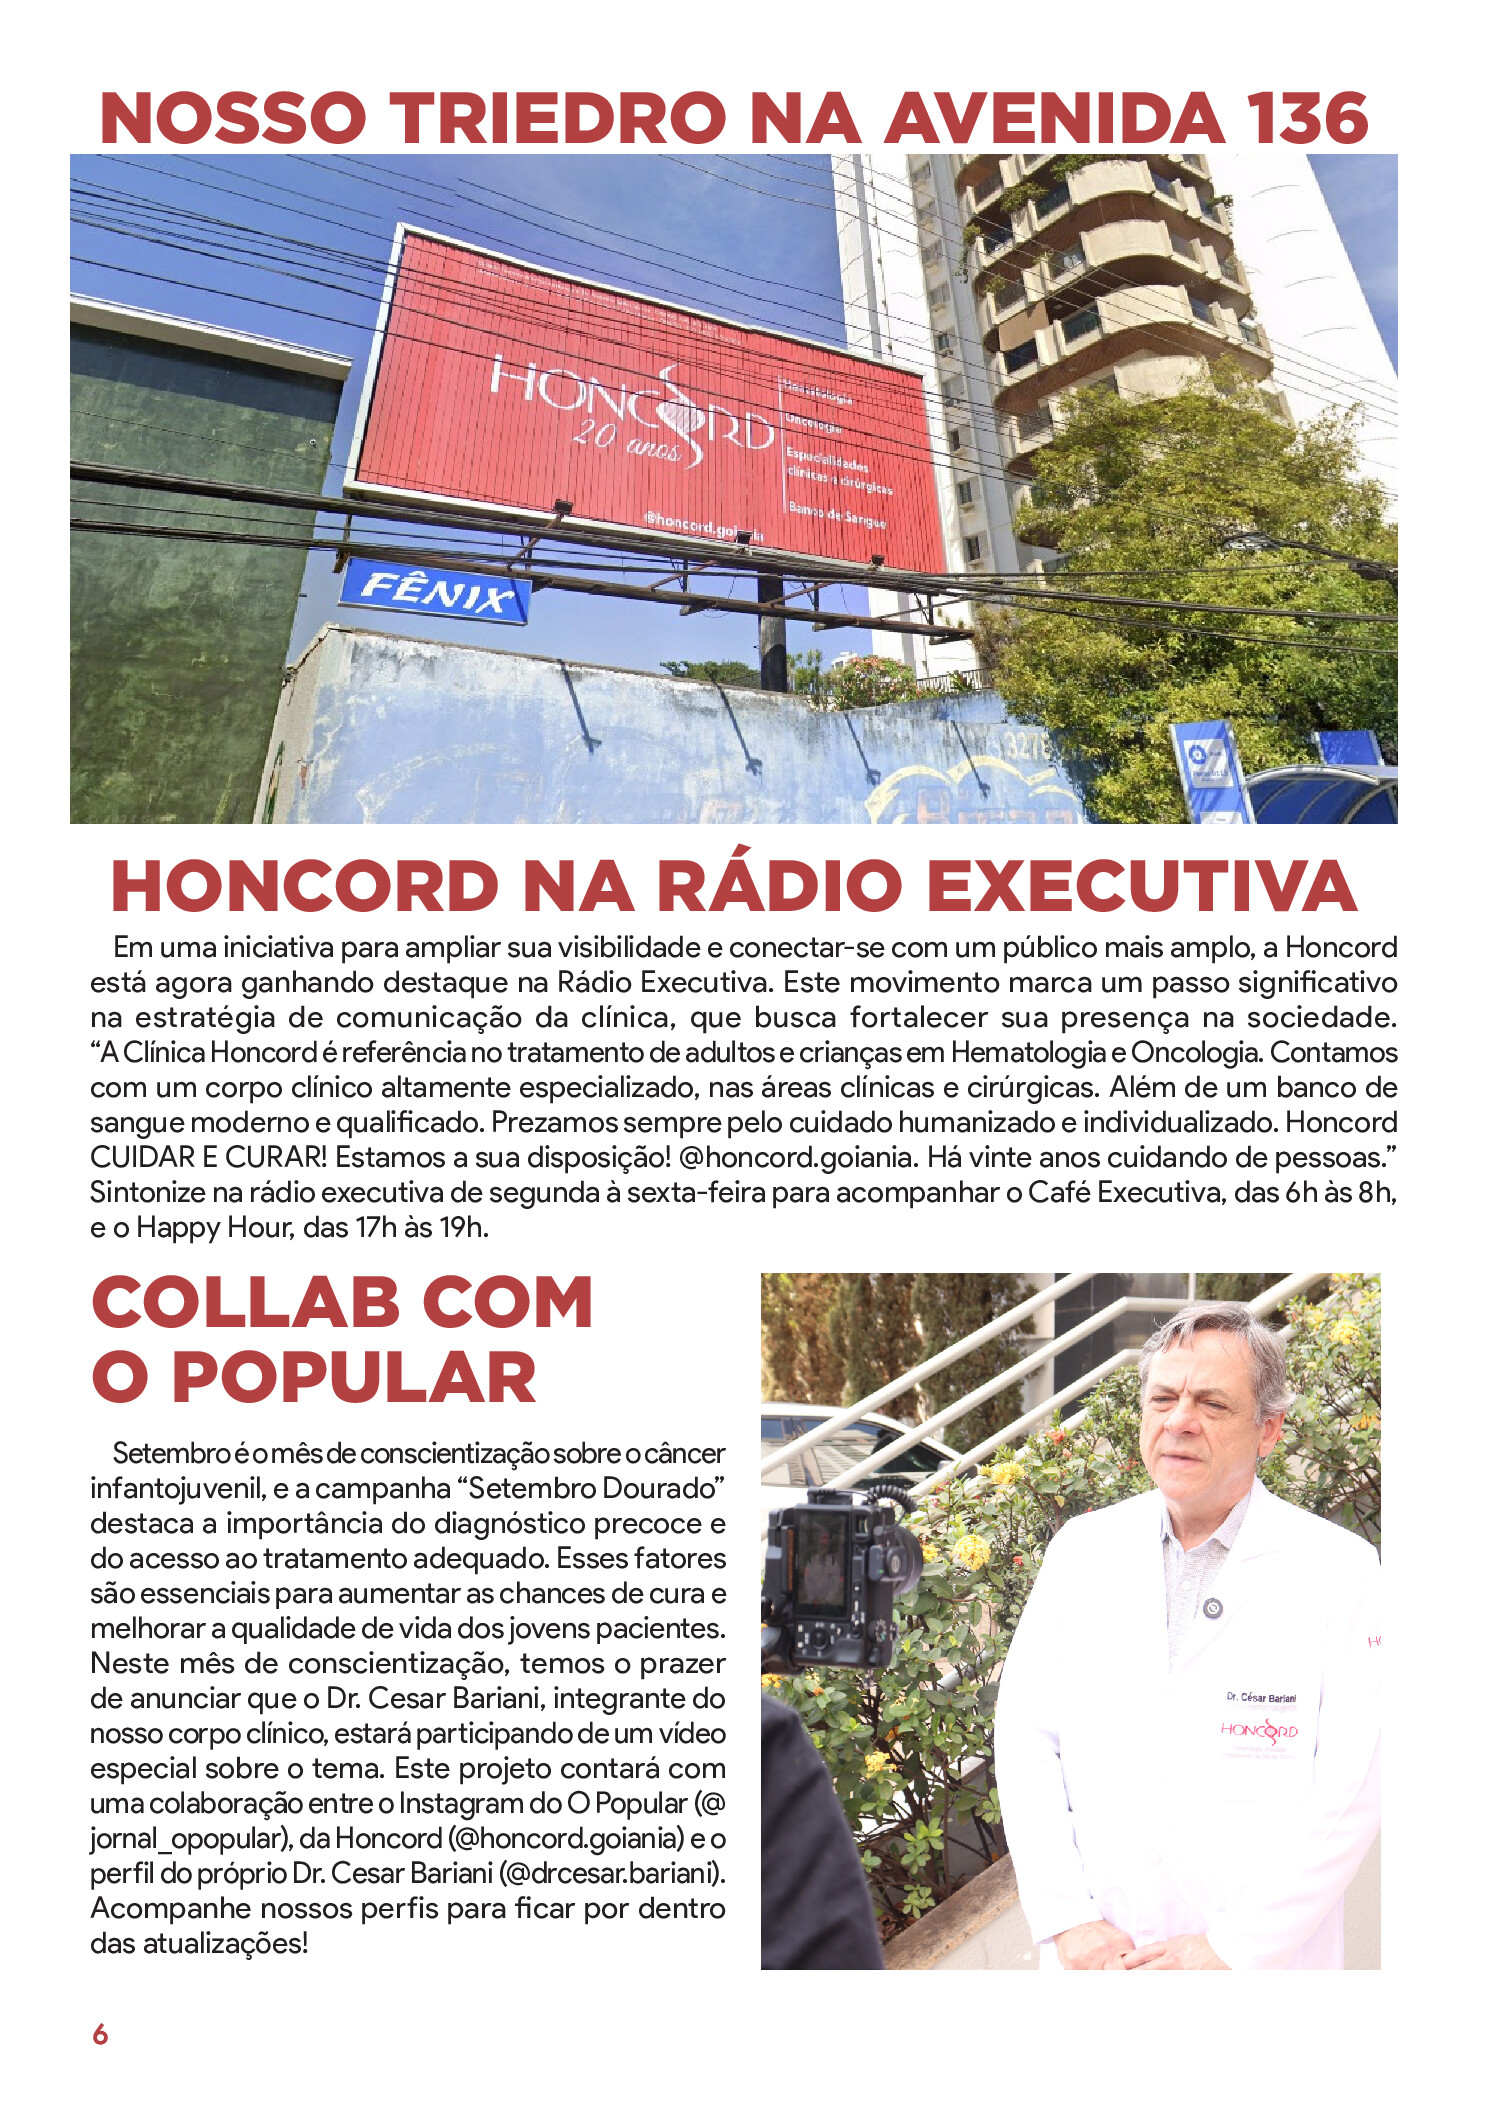 NOSSO TRIEDRO NA AVENIDA 136
HONCORD
20 anos
Hematologia
Oncologia
Especialidades
clínicas e cirúrgicas
Banco de Sangue
@honcord.goiania
FÊNIX
HONCORD NA RÁDIO EXECUTIVA
Em uma iniciativa para ampliar sua visibilidade e conectar-se com um público mais amplo, a Honcord
está agora ganhando destaque na Rádio Executiva. Este movimento marca um passo significativo
na estratégia de comunicação da clínica, que busca fortalecer sua presença na sociedade.
“A Clínica Honcord é referência no tratamento de adultos e crianças em Hematologia e Oncologia. Contamos
com um corpo clínico altamente especializado, nas áreas clínicas e cirúrgicas. Além de um banco de
sangue moderno e qualificado. Prezamos sempre pelo cuidado humanizado e individualizado. Honcord
CUIDAR E CURAR! Estamos a sua disposição! @honcord.goiania. Há vinte anos cuidando de pessoas.”
Sintonize na rádio executiva de segunda à sexta-feira para acompanhar o Café Executiva, das 6h às 8h,
e o Happy Hour, das 17h às 19h.
COLLAB COM
O POPULAR
Setembro é o mês de conscientização sobre o câncer
infantojuvenil, e a campanha “Setembro Dourado”
destaca a importância do diagnóstico precoce e
do acesso ao tratamento adequado. Esses fatores
são essenciais para aumentar as chances de cura e
melhorar a qualidade de vida dos jovens pacientes.
Neste mês de conscientização, temos o prazer
de anunciar que o Dr. Cesar Bariani, integrante do
nosso corpo clínico, estará participando de um vídeo
especial sobre o tema. Este projeto contará com
uma colaboração entre o Instagram do O Popular (@
jornal_opopular), da Honcord (@honcord.goiania) e o
perfil do próprio Dr. Cesar Bariani (@drcesar.bariani).
Acompanhe nossos perfis para ficar por dentro
das atualizações!
Dr. César Bariani
HONCORD
6